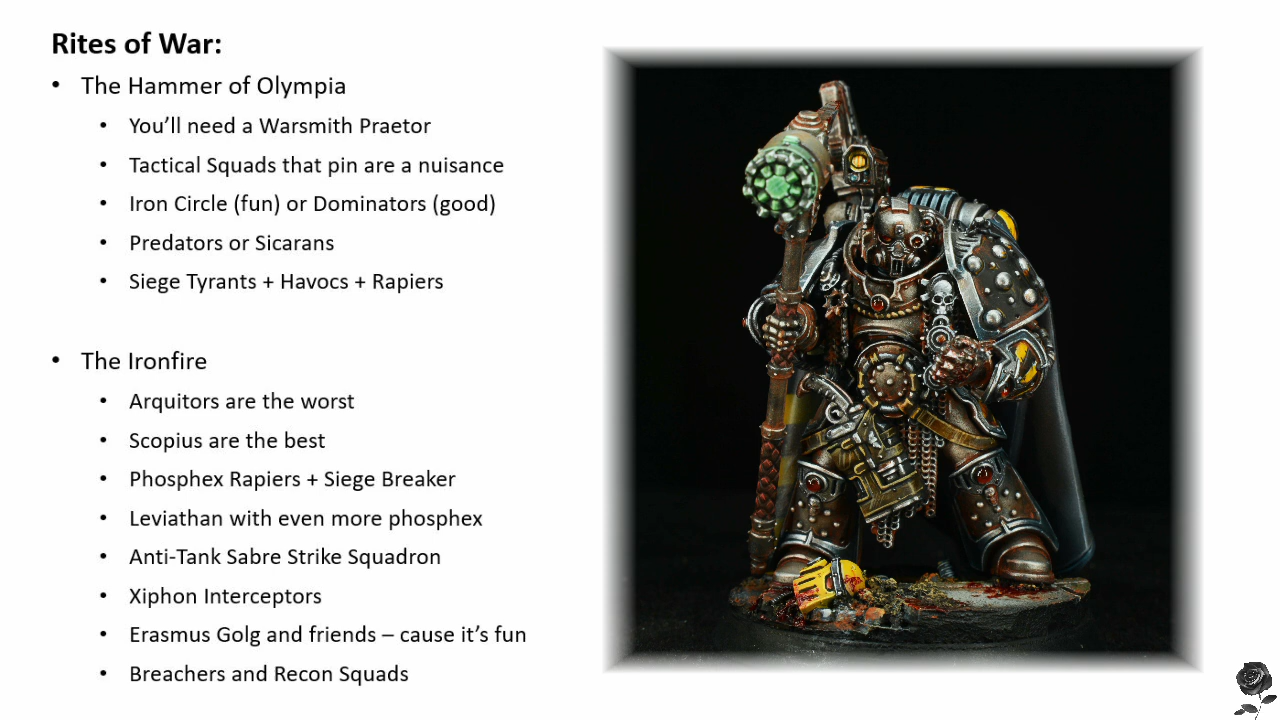 Rites of War:
• The Hammer of Olympia
• You’ll need a Warsmith Praetor
• Tactical Squads that pin are a nuisance
• Iron Circle (fun) or Dominators (good)
• Predators or Sicarans
• Siege Tyrants + Havocs + Rapiers
• The Ironfire
• Arquitors are the worst
• Scopius are the best
• Phosphex Rapiers + Siege Breaker
• Leviathan with even more phosphex
• Anti-Tank Sabre Strike Squadron
• Xiphon Interceptors
• Erasmus Golg and friends – cause it’s fun
• Breachers and Recon Squads